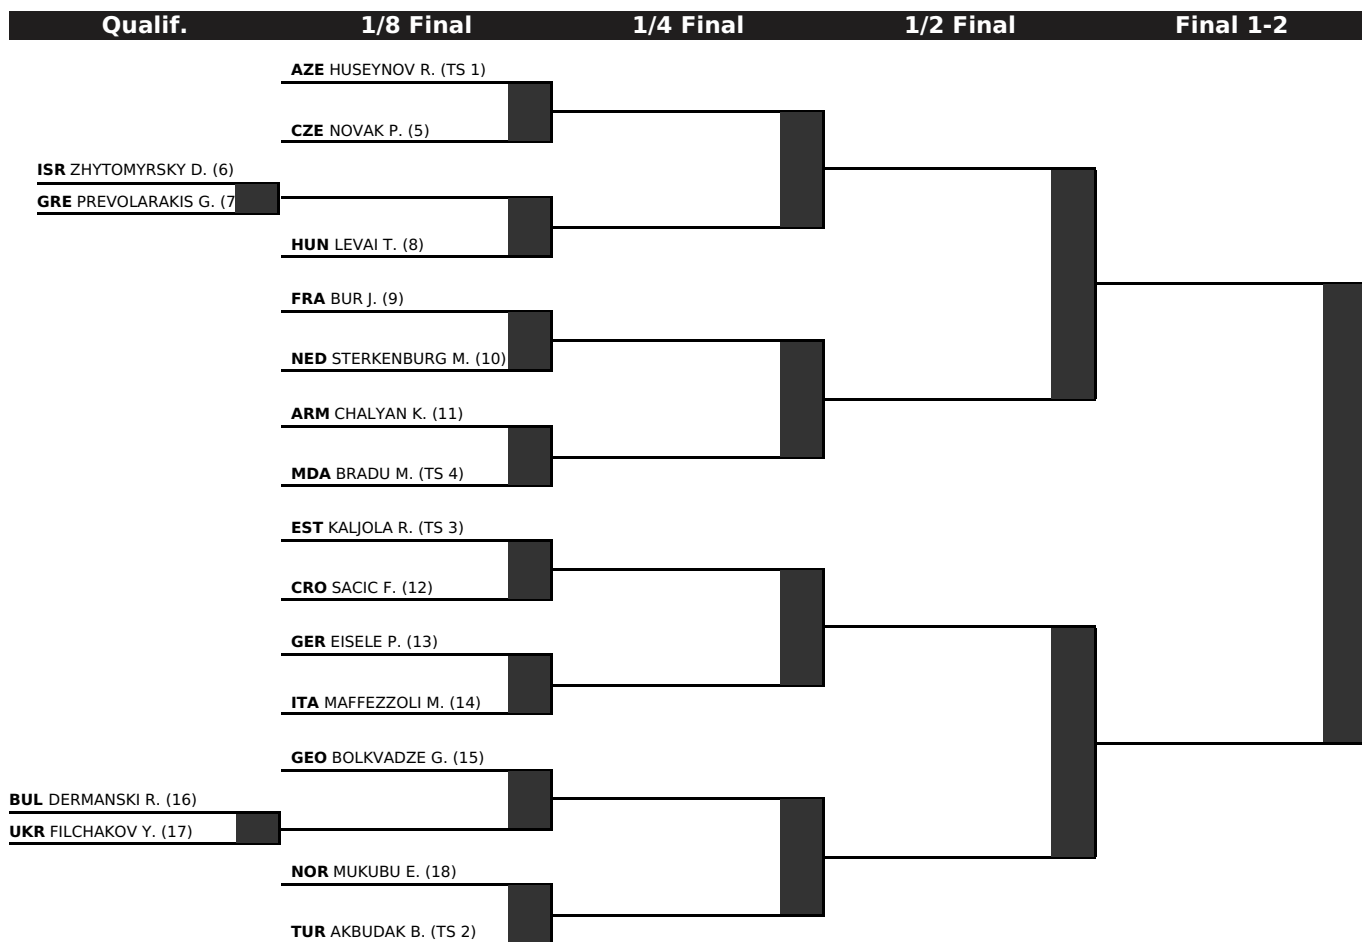 Qualif. 1/8 Final 1/4 Final 1/2 Final Final 1-2
AZE HUSEYNOV R. (TS 1)
CZE NOVAK P. (5)
ISR ZHYTOMYRSKY D. (6)
GRE PREVOLARAKIS G. (7
HUN LEVAI T. (8)
FRA BUR J. (9)
NED STERKENBURG M. (10)
ARM CHALYAN K. (11)
MDA BRADU M. (TS 4)
EST KALJOLA R. (TS 3)
CRO SACIC F. (12)
GER EISELE P. (13)
ITA MAFFEZZOLI M. (14)
GEO BOLKVADZE G. (15)
BUL DERMANSKI R. (16)
UKR FILCHAKOV Y. (17)
NOR MUKUBU E. (18)
TUR AKBUDAK B. (TS 2)